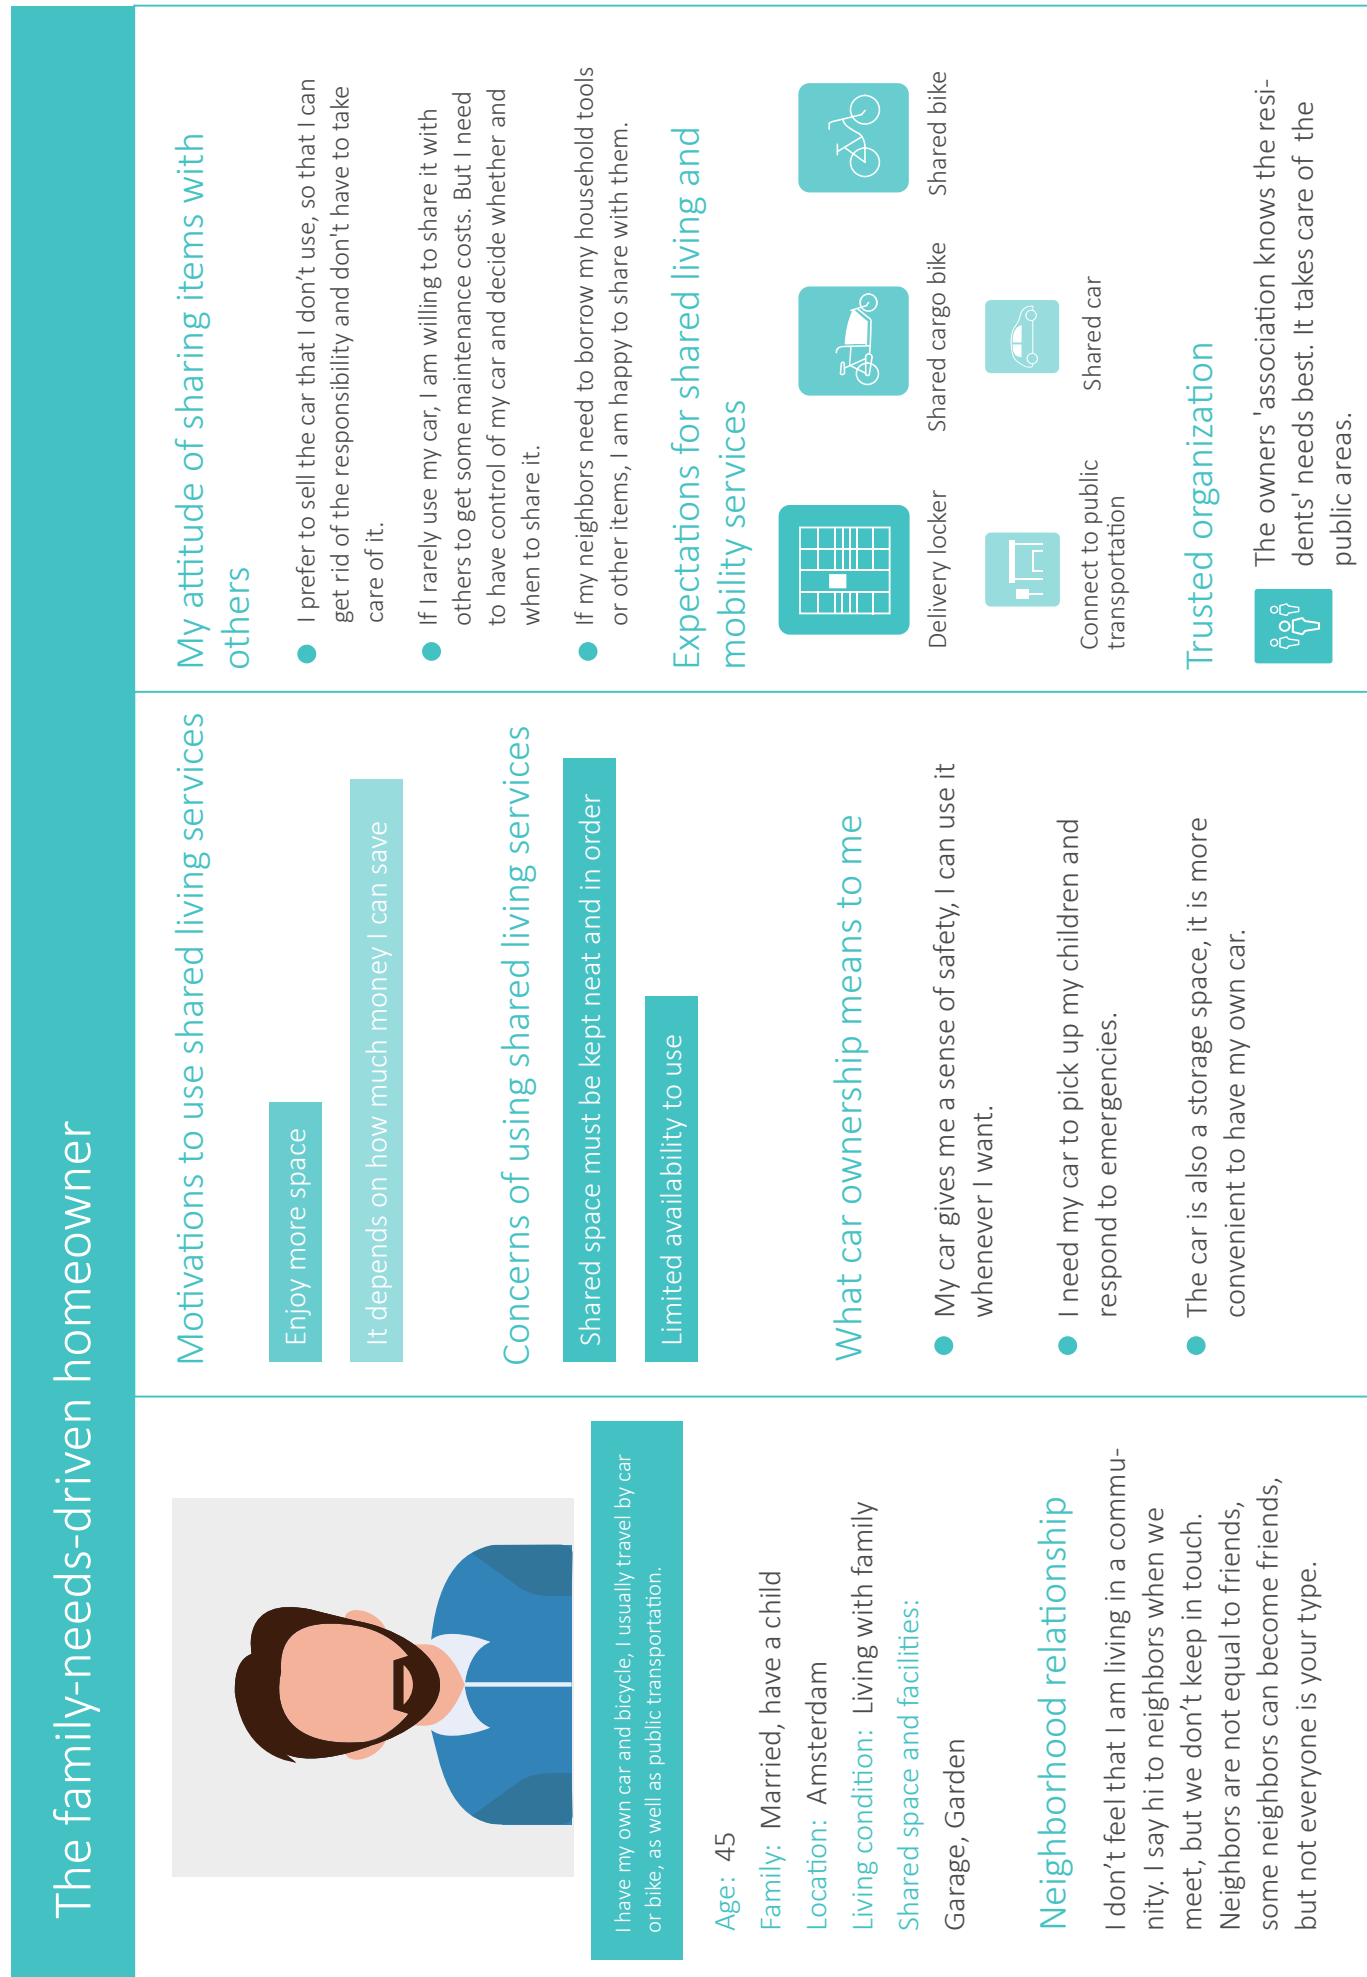 The family-needs-driven homeowner
I have my own car and bicycle, I usually travel by car
or bike, as well as public transportation.
Age: 45
Family: Married, have a child
Location: Amsterdam
Living condition: Living with family
Shared space and facilities:
Garage, Garden
Neighborhood relationship
I don’t feel that I am living in a commu-
nity. I say hi to neighbors when we
meet, but we don’t keep in touch.
Neighbors are not equal to friends,
some neighbors can become friends,
but not everyone is your type.
Motivations to use shared living services
Enjoy more space
It depends on how much money I can save
Concerns of using shared living services
Shared space must be kept neat and in order
Limited availability to use
What car ownership means to me
My car gives me a sense of safety, I can use it
whenever I want.
I need my car to pick up my children and
respond to emergencies.
The car is also a storage space, it is more
convenient to have my own car.
My attitude of sharing items with
others
I prefer to sell the car that I don’t use, so that I can
get rid of the responsibility and don't have to take
care of it.
If I rarely use my car, I am willing to share it with
others to get some maintenance costs. But I need
to have control of my car and decide whether and
when to share it.
If my neighbors need to borrow my household tools
or other items, I am happy to share with them.
Expectations for shared living and
mobility services
Delivery locker
Shared cargo bike
Shared bike
Connect to public
transportation
Shared car
Trusted organization
The owners 'association knows the resi-
dents' needs best. It takes care of  the
public areas.